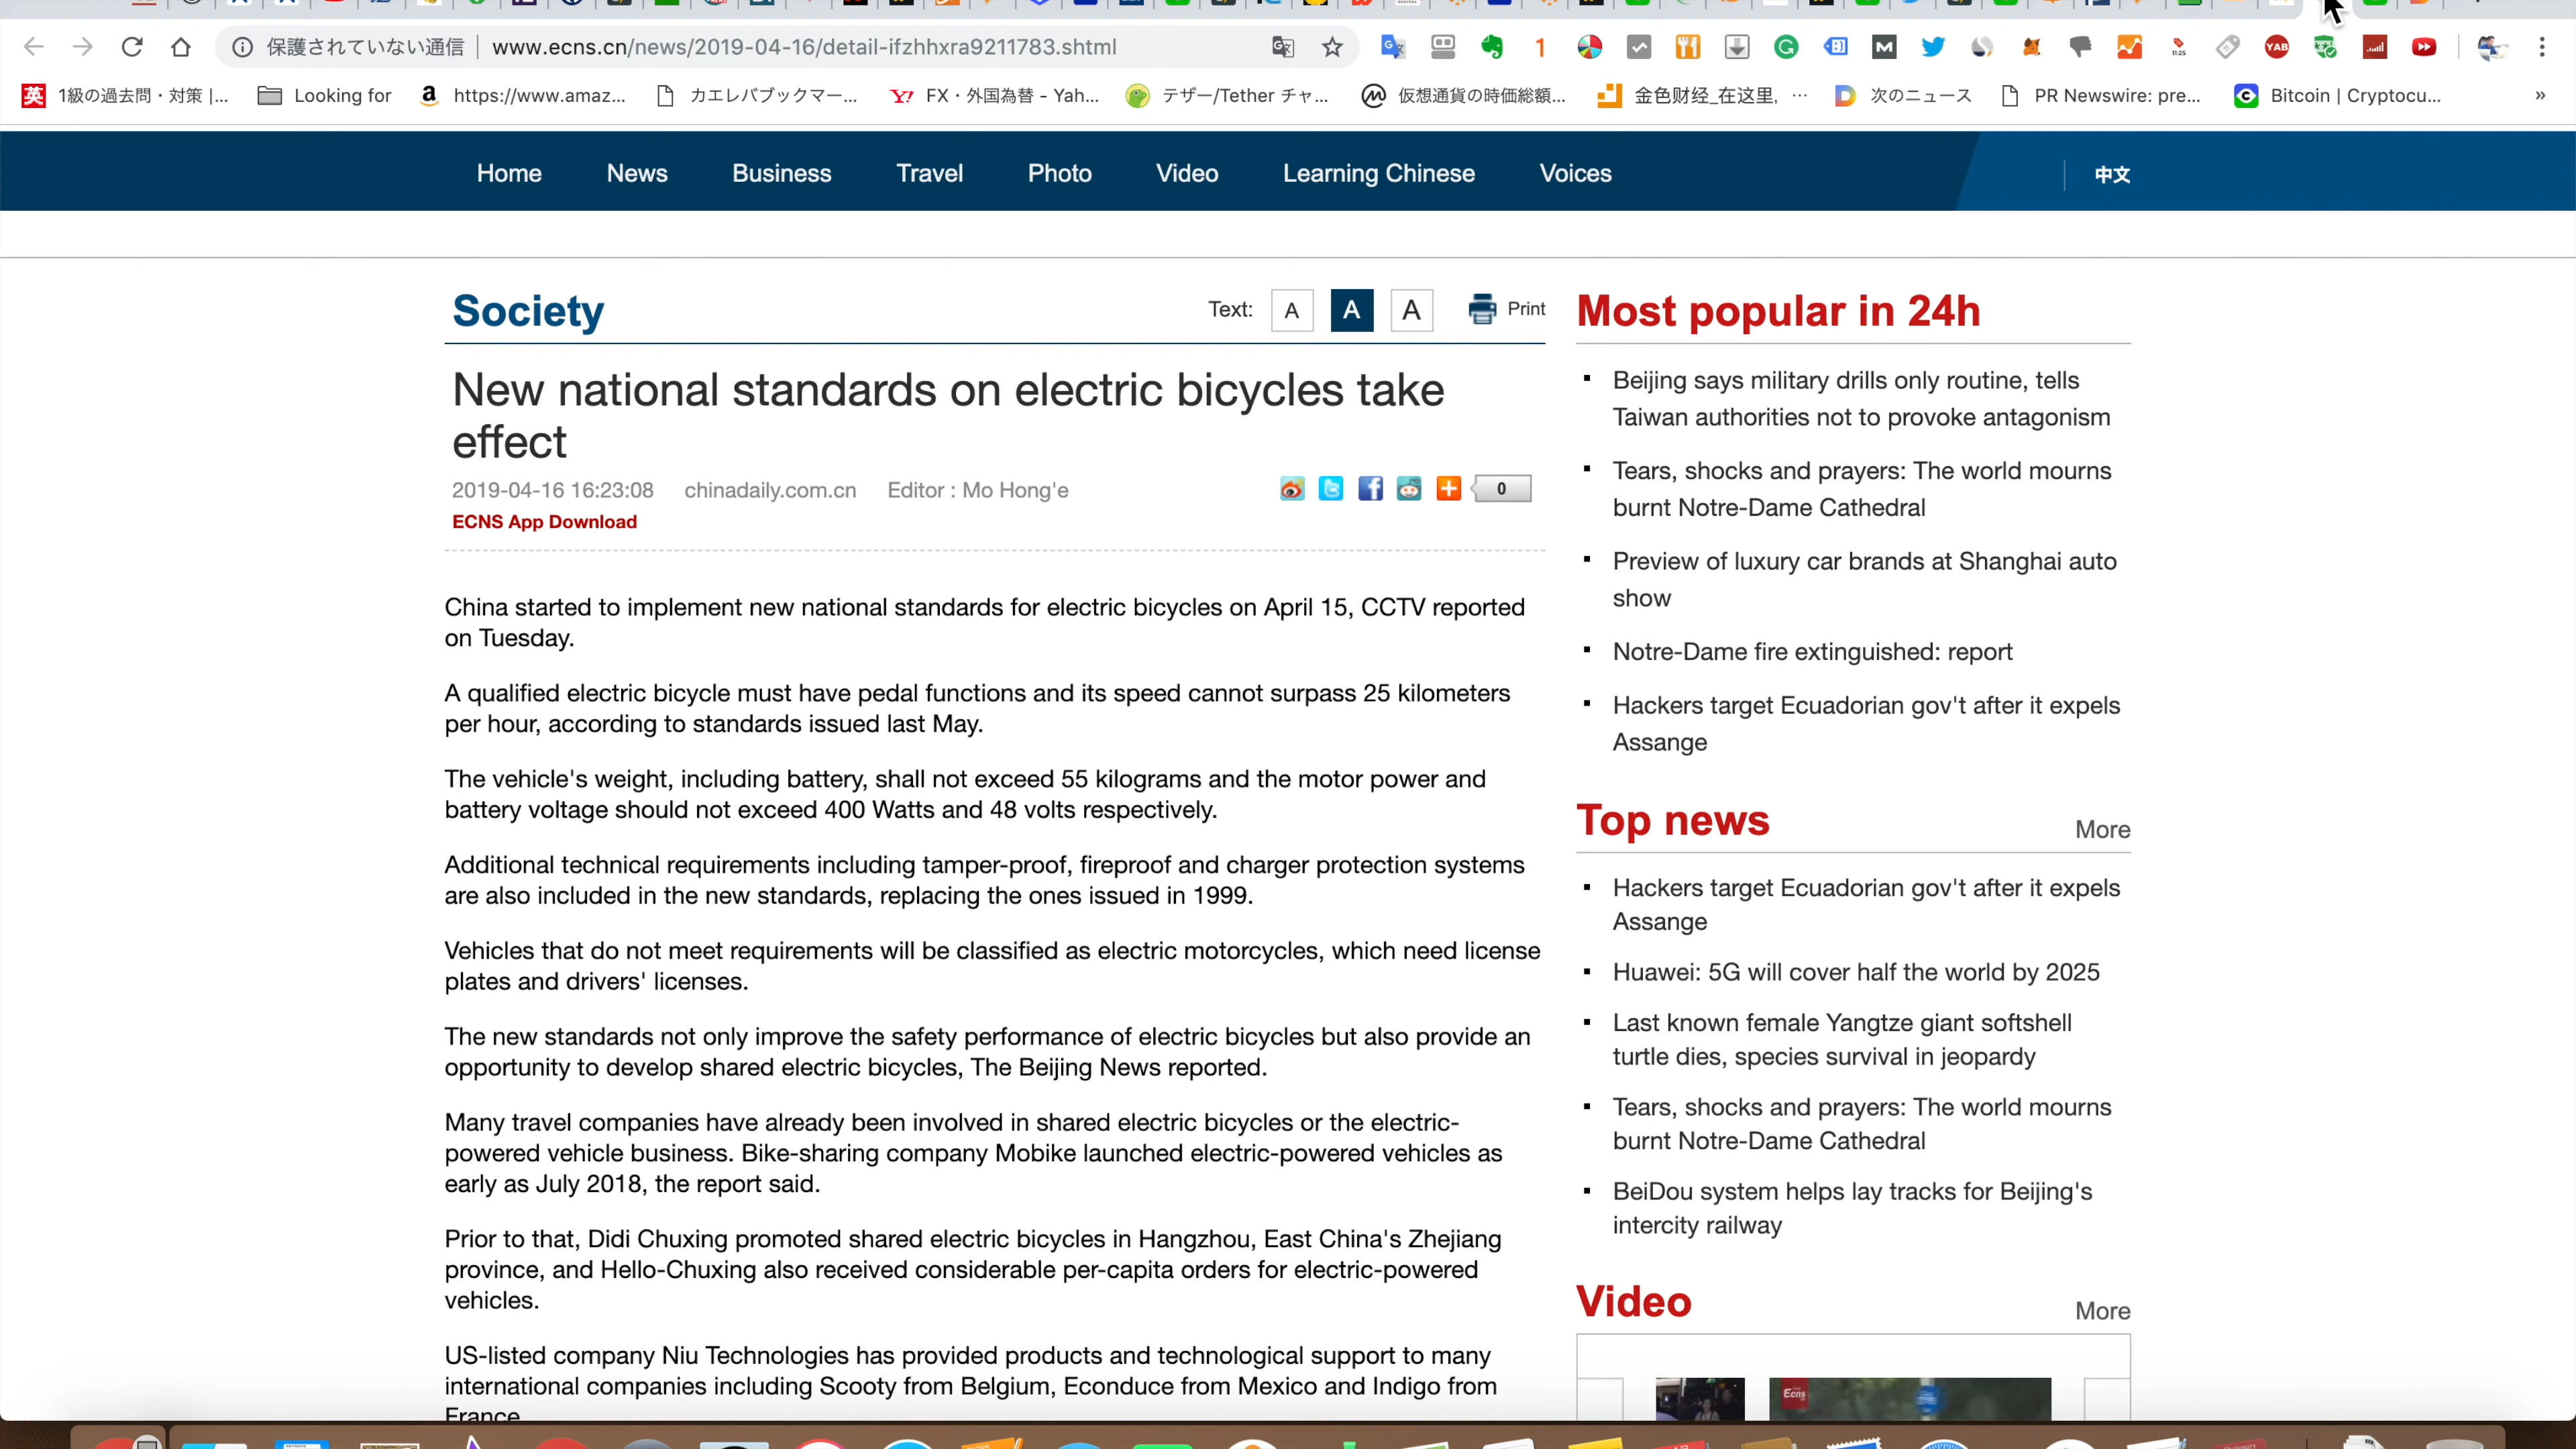 保護されていない通信 | www.ecns.cn/news/2019-04-16/detail-ifzhhxra9211783.shtml
英 1級の過去問・対策 |... Looking for https://www.amaz... カエレバブックマー... FX・外国為替 - Yah... テザー/Tether チャ... 仮想通貨の時価総額... 金色财经_在这里, ... 次のニュース PR Newswire: pre... Bitcoin | Cryptocu... »
Home News Business Travel Photo Video Learning Chinese Voices 中文
Society
Text: A A A Print
New national standards on electric bicycles take
effect
2019-04-16 16:23:08 chinadaily.com.cn Editor : Mo Hong'e
0
ECNS App Download
China started to implement new national standards for electric bicycles on April 15, CCTV reported
on Tuesday.
A qualified electric bicycle must have pedal functions and its speed cannot surpass 25 kilometers
per hour, according to standards issued last May.
The vehicle's weight, including battery, shall not exceed 55 kilograms and the motor power and
battery voltage should not exceed 400 Watts and 48 volts respectively.
Additional technical requirements including tamper-proof, fireproof and charger protection systems
are also included in the new standards, replacing the ones issued in 1999.
Vehicles that do not meet requirements will be classified as electric motorcycles, which need license
plates and drivers' licenses.
The new standards not only improve the safety performance of electric bicycles but also provide an
opportunity to develop shared electric bicycles, The Beijing News reported.
Many travel companies have already been involved in shared electric bicycles or the electric-
powered vehicle business. Bike-sharing company Mobike launched electric-powered vehicles as
early as July 2018, the report said.
Prior to that, Didi Chuxing promoted shared electric bicycles in Hangzhou, East China's Zhejiang
province, and Hello-Chuxing also received considerable per-capita orders for electric-powered
vehicles.
US-listed company Niu Technologies has provided products and technological support to many
international companies including Scooty from Belgium, Econduce from Mexico and Indigo from
France
Most popular in 24h
Beijing says military drills only routine, tells
Taiwan authorities not to provoke antagonism
Tears, shocks and prayers: The world mourns
burnt Notre-Dame Cathedral
Preview of luxury car brands at Shanghai auto
show
Notre-Dame fire extinguished: report
Hackers target Ecuadorian gov't after it expels
Assange
Top news More
Hackers target Ecuadorian gov't after it expels
Assange
Huawei: 5G will cover half the world by 2025
Last known female Yangtze giant softshell
turtle dies, species survival in jeopardy
Tears, shocks and prayers: The world mourns
burnt Notre-Dame Cathedral
BeiDou system helps lay tracks for Beijing's
intercity railway
Video More
Ecns